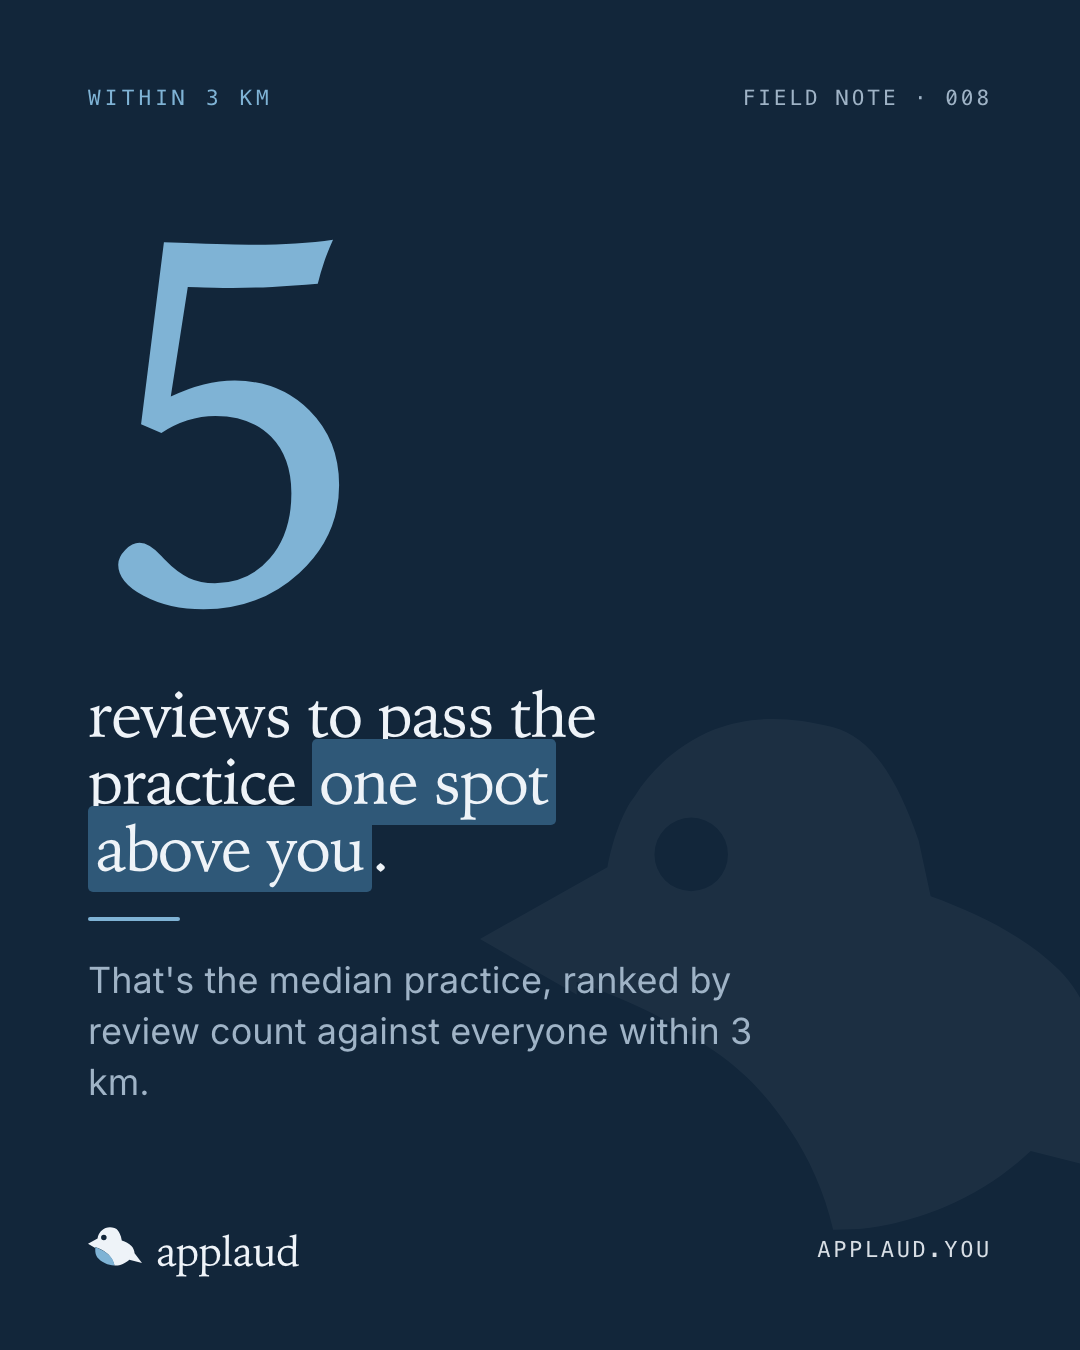 WITHIN 3 KM
FIELD NOTE · 008
5
reviews to pass the
practice one spot
above you.
That's the median practice, ranked by
review count against everyone within 3
km.
applaud
APPLAUD.YOU